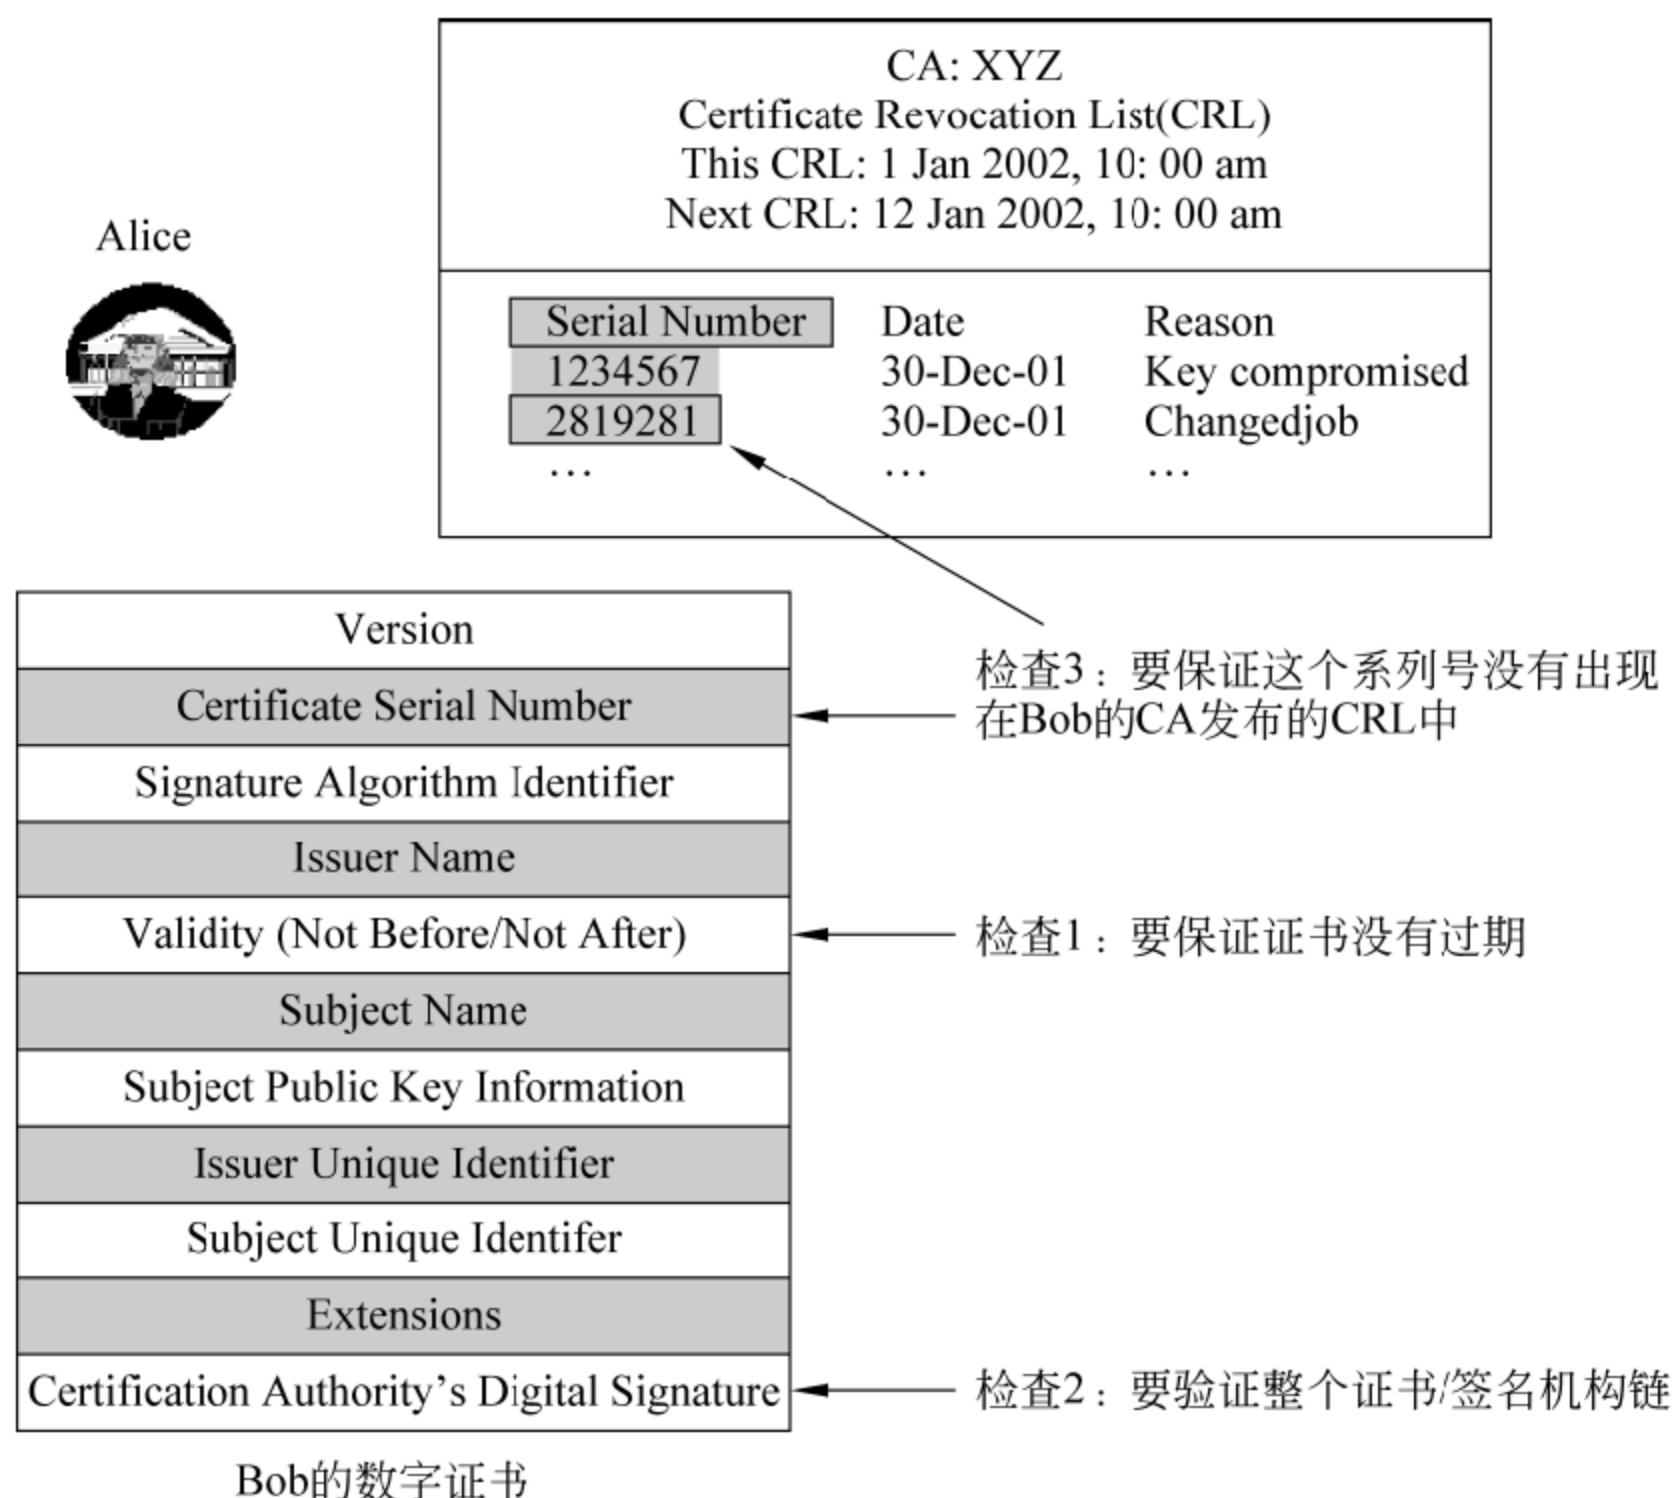 CA: XYZ
Certificate Revocation List(CRL)
This CRL: 1 Jan 2002, 10: 00 am
Next CRL: 12 Jan 2002, 10: 00 am
Alice
Serial Number Date Reason
1234567 30-Dec-01 Key compromised
2819281 30-Dec-01 Changedjob
… … …
Version
Certificate Serial Number
Signature Algorithm Identifier
Issuer Name
Validity (Not Before/Not After)
Subject Name
Subject Public Key Information
Issuer Unique Identifier
Subject Unique Identifer
Extensions
Certification Authority’s Digital Signature
Bob的数字证书
检查3：要保证这个系列号没有出现
在Bob的CA发布的CRL中
检查1：要保证证书没有过期
检查2：要验证整个证书/签名机构链